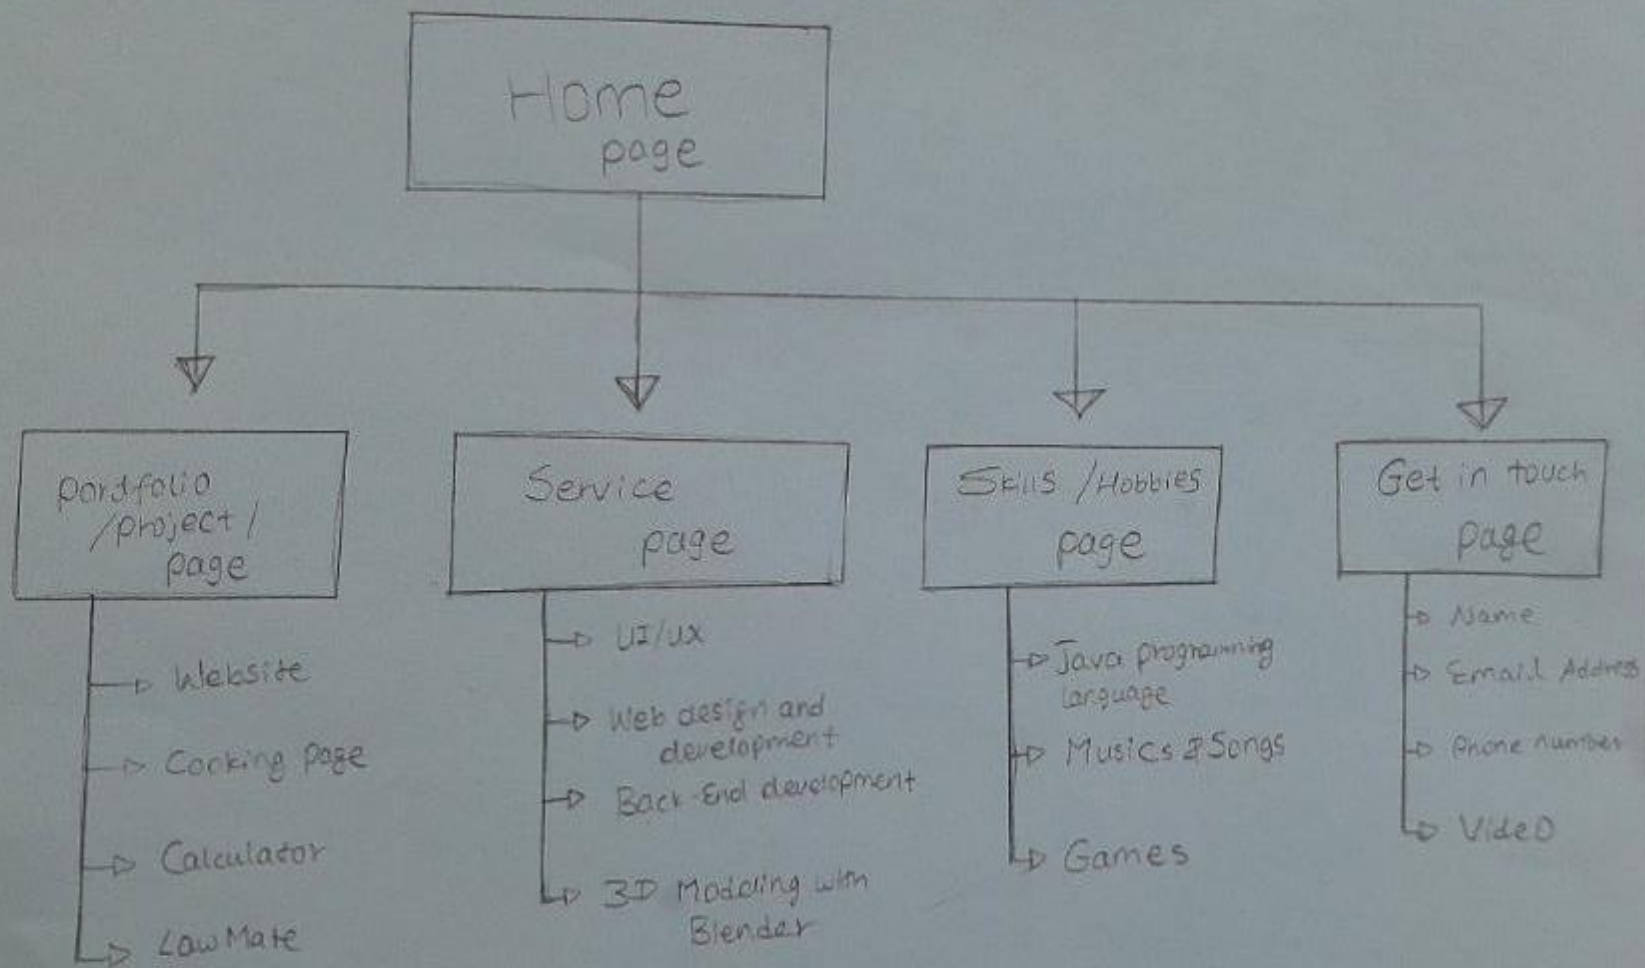 Home
page
pordfolio
/project/
page
Website
Cooking page
Calculator
LawMate
Service
page
UI/UX
Web design and
development
Back-End development
3D Modeling with
Blender
Skills /Hobbies
page
Java programming
language
Musics & Songs
Games
Get in touch
page
Name
Email Address
Phone number
Video